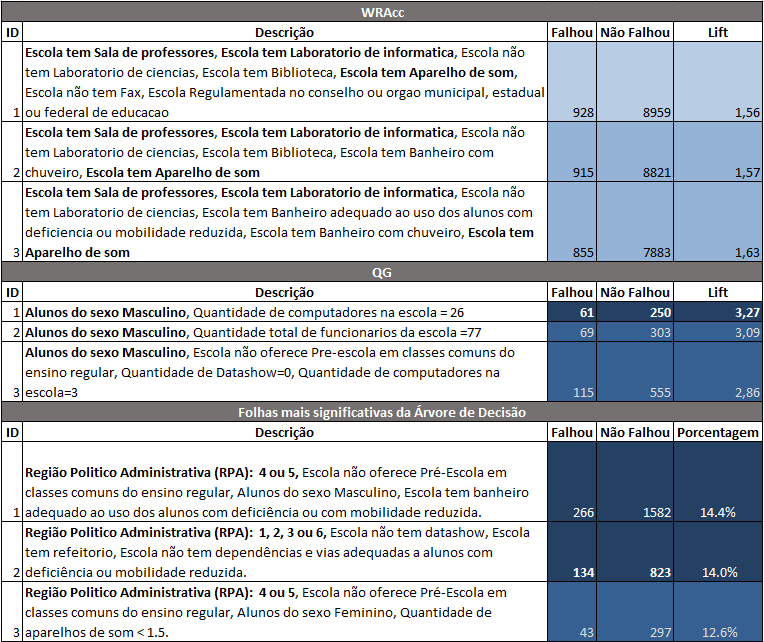 WRAcc
ID Descrição Falhou Não Falhou Lift
Escola tem Sala de professores, Escola tem Laboratorio de informatica, Escola não
tem Laboratorio de ciencias, Escola tem Biblioteca, Escola tem Aparelho de som,
Escola não tem Fax, Escola Regulamentada no conselho ou orgao municipal, estadual
1 ou federal de educacao 928 8959 1,56
Escola tem Sala de professores, Escola tem Laboratorio de informatica, Escola não
tem Laboratorio de ciencias, Escola tem Biblioteca, Escola tem Banheiro com
2 chuveiro, Escola tem Aparelho de som 915 8821 1,57
Escola tem Sala de professores, Escola tem Laboratorio de informatica, Escola não
tem Laboratorio de ciencias, Escola tem Banheiro adequado ao uso dos alunos com
deficiencia ou mobilidade reduzida, Escola tem Banheiro com chuveiro, Escola tem
3 Aparelho de som 855 7883 1,63
QG
ID Descrição Falhou Não Falhou Lift
1 Alunos do sexo Masculino, Quantidade de computadores na escola = 26 61 250 3,27
2 Alunos do sexo Masculino, Quantidade total de funcionarios da escola =77 69 303 3,09
Alunos do sexo Masculino, Escola não oferece Pre-escola em classes comuns do
ensino regular, Quantidade de Datashow=0, Quantidade de computadores na
3 escola=3 115 555 2,86
Folhas mais significativas da Árvore de Decisão
ID Descrição Falhou Não Falhou Porcentagem
Região Politico Administrativa (RPA): 4 ou 5, Escola não oferece Pré-Escola em
classes comuns do ensino regular, Alunos do sexo Masculino, Escola tem banheiro
1 adequado ao uso dos alunos com deficiência ou com mobilidade reduzida. 266 1582 14.4%
Região Politico Administrativa (RPA): 1, 2, 3 ou 6, Escola não tem datashow, Escola
tem refeitorio, Escola não tem dependências e vias adequadas a alunos com
2 deficiência ou mobilidade reduzida. 134 823 14.0%
Região Politico Administrativa (RPA): 4 ou 5, Escola não oferece Pré-Escola em
classes comuns do ensino regular, Alunos do sexo Feminino, Quantidade de
3 aparelhos de som < 1.5. 43 297 12.6%